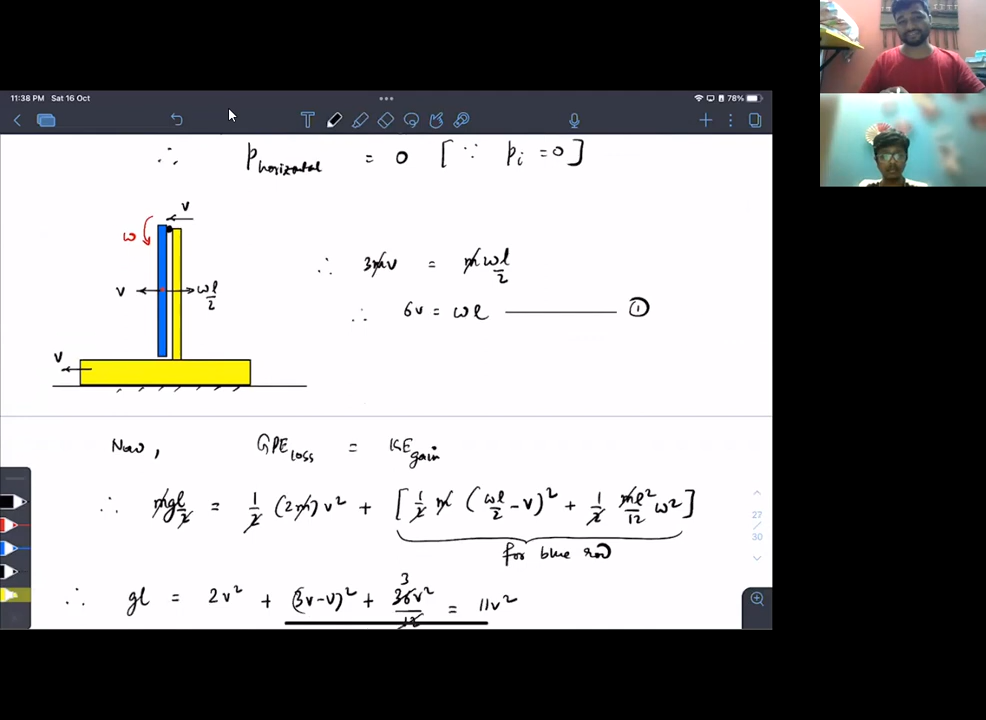 11:38 PM Sat 16 Oct
78%
∴ P_horizontal = 0 [∵ P_i = 0]
v
ω
v ωl/2
v
∴ 3mv = mωl/2
∴ 6v = ωl ——— ①
Now, GPE_loss = KE_gain
∴ mgl/2 = 1/2 (2m)v² + [1/2 m (ωl/2 - v)² + 1/2 ml²/12 ω²]
for blue rod
∴ gl = 2v² + (3v-v)² + 36v²/12 = 11v²
3
27
/
30
T